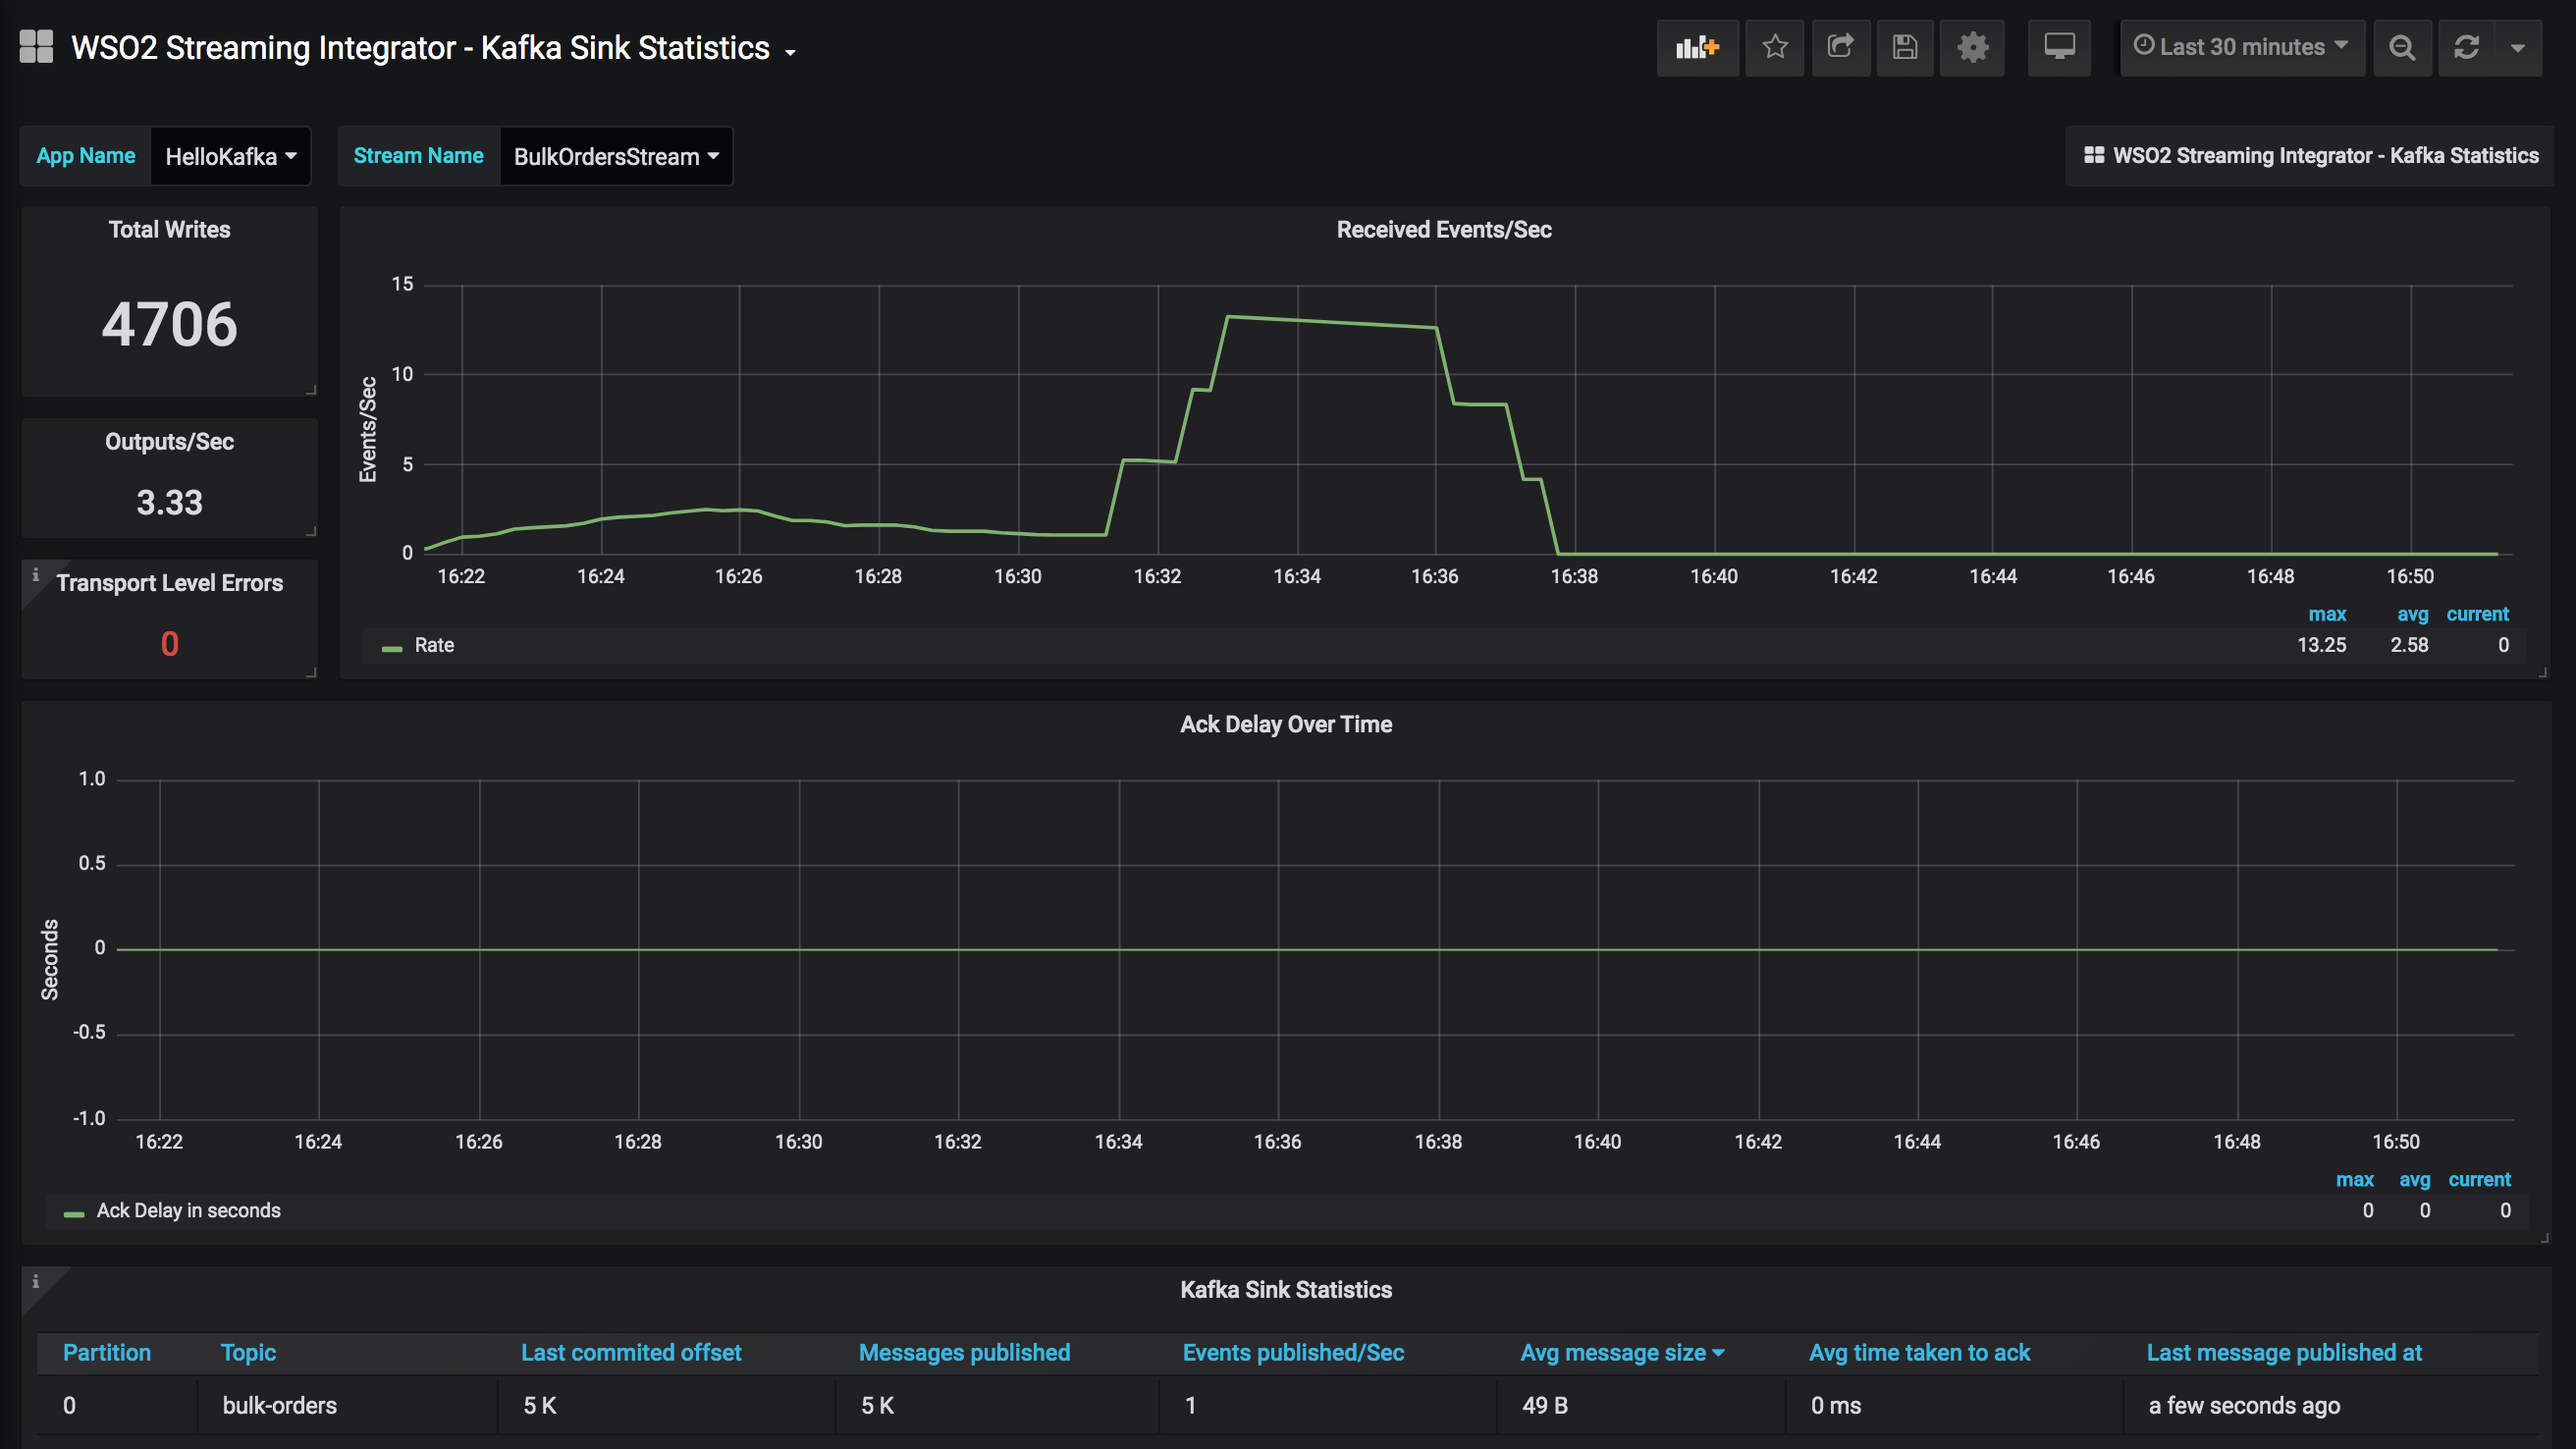 WSO2 Streaming Integrator - Kafka Sink Statistics
Last 30 minutes
App Name HelloKafka Stream Name BulkOrdersStream
WSO2 Streaming Integrator - Kafka Statistics
Total Writes
4706
Outputs/Sec
3.33
Transport Level Errors
0
Received Events/Sec
Events/Sec
15
10
5
0
16:22 16:24 16:26 16:28 16:30 16:32 16:34 16:36 16:38 16:40 16:42 16:44 16:46 16:48 16:50
max avg current
Rate 13.25 2.58 0
Ack Delay Over Time
Seconds
1.0
0.5
0
-0.5
-1.0
16:22 16:24 16:26 16:28 16:30 16:32 16:34 16:36 16:38 16:40 16:42 16:44 16:46 16:48 16:50
max avg current
Ack Delay in seconds 0 0 0
Kafka Sink Statistics
Partition Topic Last commited offset Messages published Events published/Sec Avg message size Avg time taken to ack Last message published at
0 bulk-orders 5 K 5 K 1 49 B 0 ms a few seconds ago